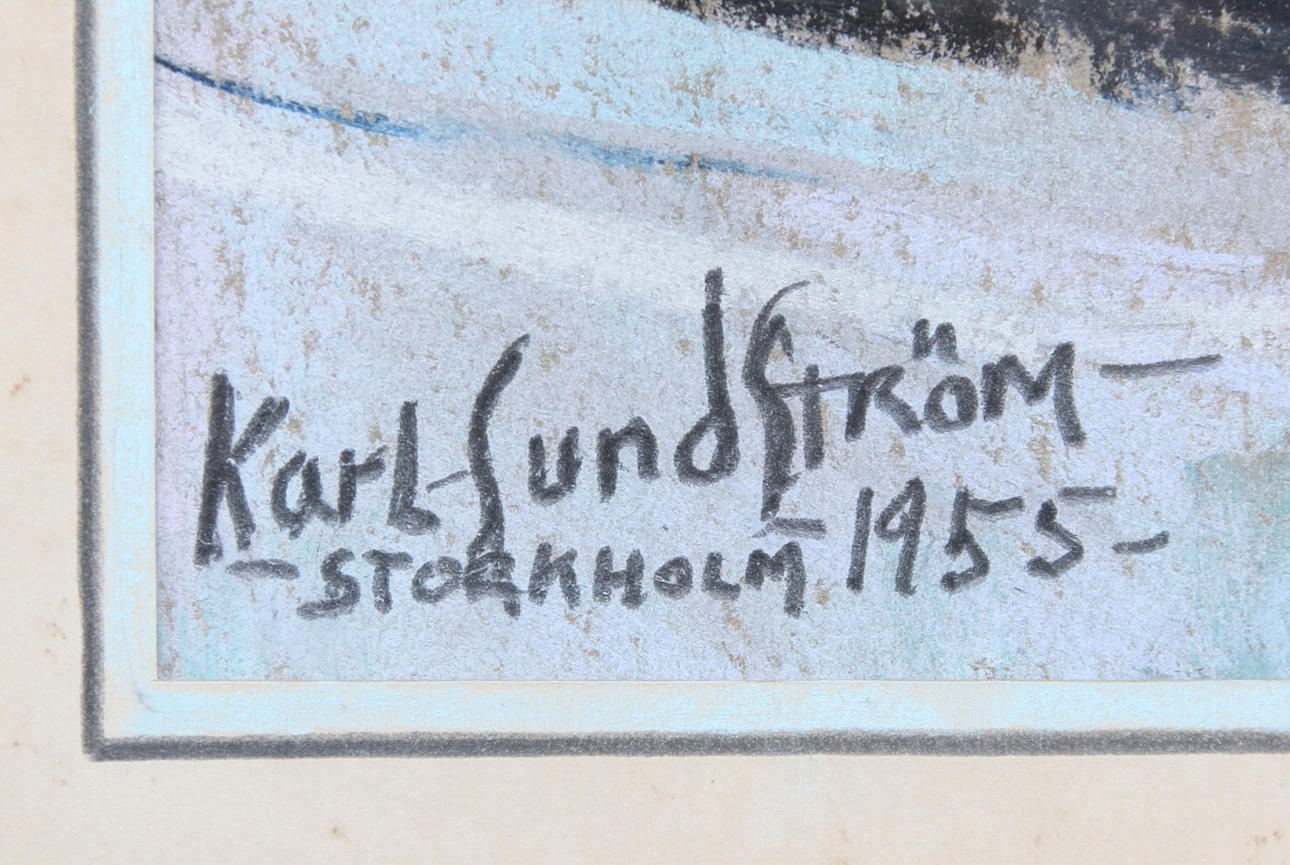 Karl Sundström—
—STOCKHOLM—1955—